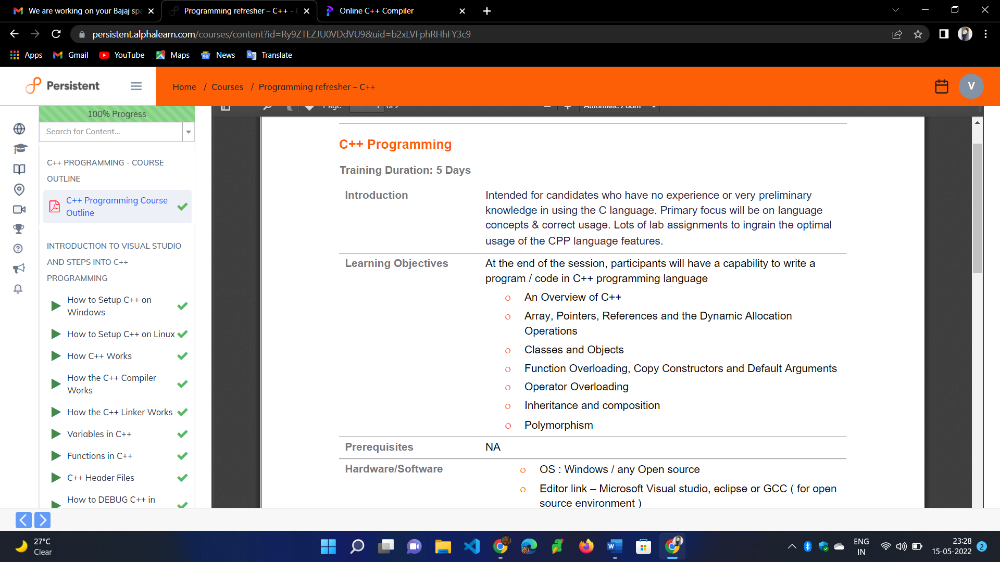 We are working on your Bajaj spa
Programming refresher – C++ - C
Online C++ Compiler
persistent.alphalearn.com/courses/content?id=Ry9ZTEZJU0VDdVU9&uid=b2xLVFphRHhFY3c9
Apps
Gmail
YouTube
Maps
News
Translate
Persistent
Home / Courses / Programming refresher – C++
V
100% Progress
Search for Content...
C++ PROGRAMMING - COURSE
OUTLINE
C++ Programming Course
Outline
INTRODUCTION TO VISUAL STUDIO
AND STEPS INTO C++
PROGRAMMING
How to Setup C++ on
Windows
How to Setup C++ on Linux
How C++ Works
How the C++ Compiler
Works
How the C++ Linker Works
Variables in C++
Functions in C++
C++ Header Files
How to DEBUG C++ in
Page: 1 of 2
Automatic Zoom
C++ Programming
Training Duration: 5 Days
Introduction
Intended for candidates who have no experience or very preliminary
knowledge in using the C language. Primary focus will be on language
concepts & correct usage. Lots of lab assignments to ingrain the optimal
usage of the CPP language features.
Learning Objectives
At the end of the session, participants will have a capability to write a
program / code in C++ programming language
o An Overview of C++
o Array, Pointers, References and the Dynamic Allocation
Operations
o Classes and Objects
o Function Overloading, Copy Constructors and Default Arguments
o Operator Overloading
o Inheritance and composition
o Polymorphism
Prerequisites
NA
Hardware/Software
o OS : Windows / any Open source
o Editor link – Microsoft Visual studio, eclipse or GCC ( for open
source environment )
27°C
Clear
ENG
IN
23:28
15-05-2022
2